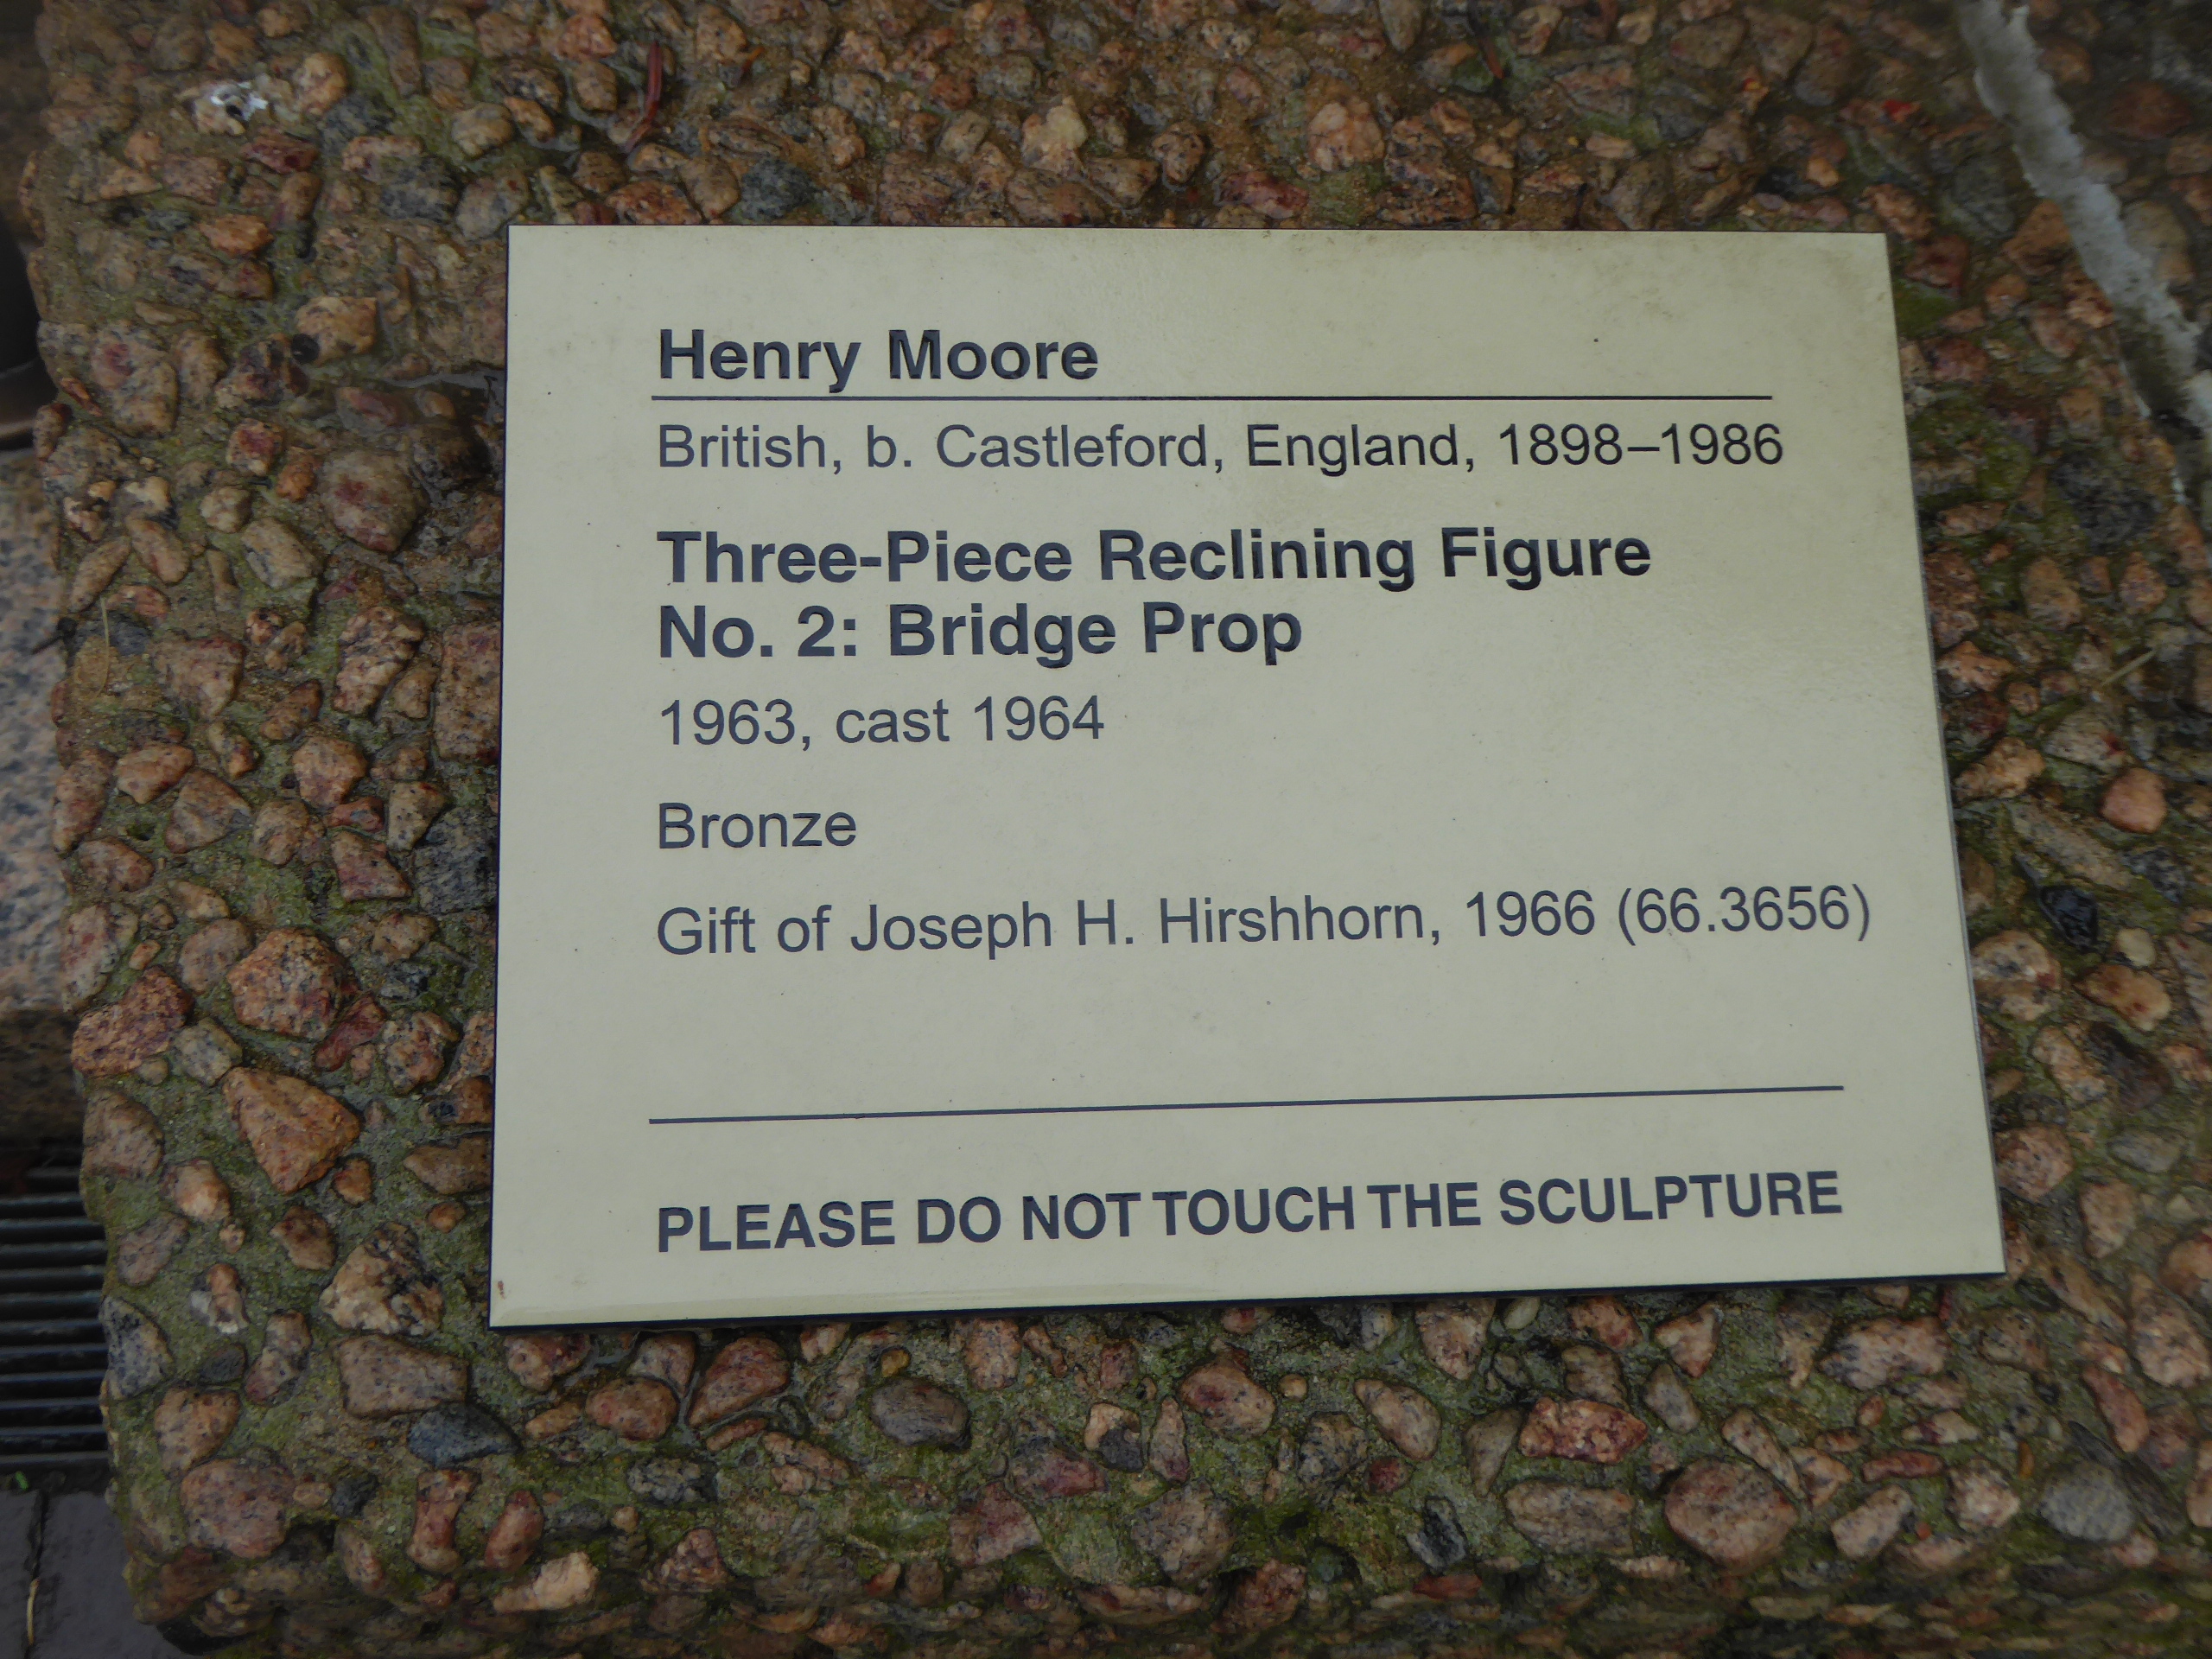 Henry Moore
British, b. Castleford, England, 1898–1986
Three-Piece Reclining Figure
No. 2: Bridge Prop
1963, cast 1964
Bronze
Gift of Joseph H. Hirshhorn, 1966 (66.3656)
PLEASE DO NOT TOUCH THE SCULPTURE